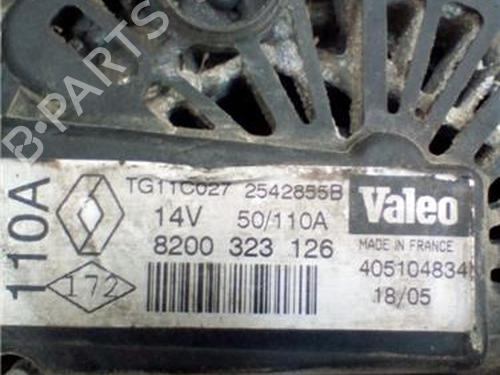 B-PARTS
110A
172
TG11C027 2542855B
14V 50/110A
8200 323 126
Valeo
MADE IN FRANCE
405104834
18/05